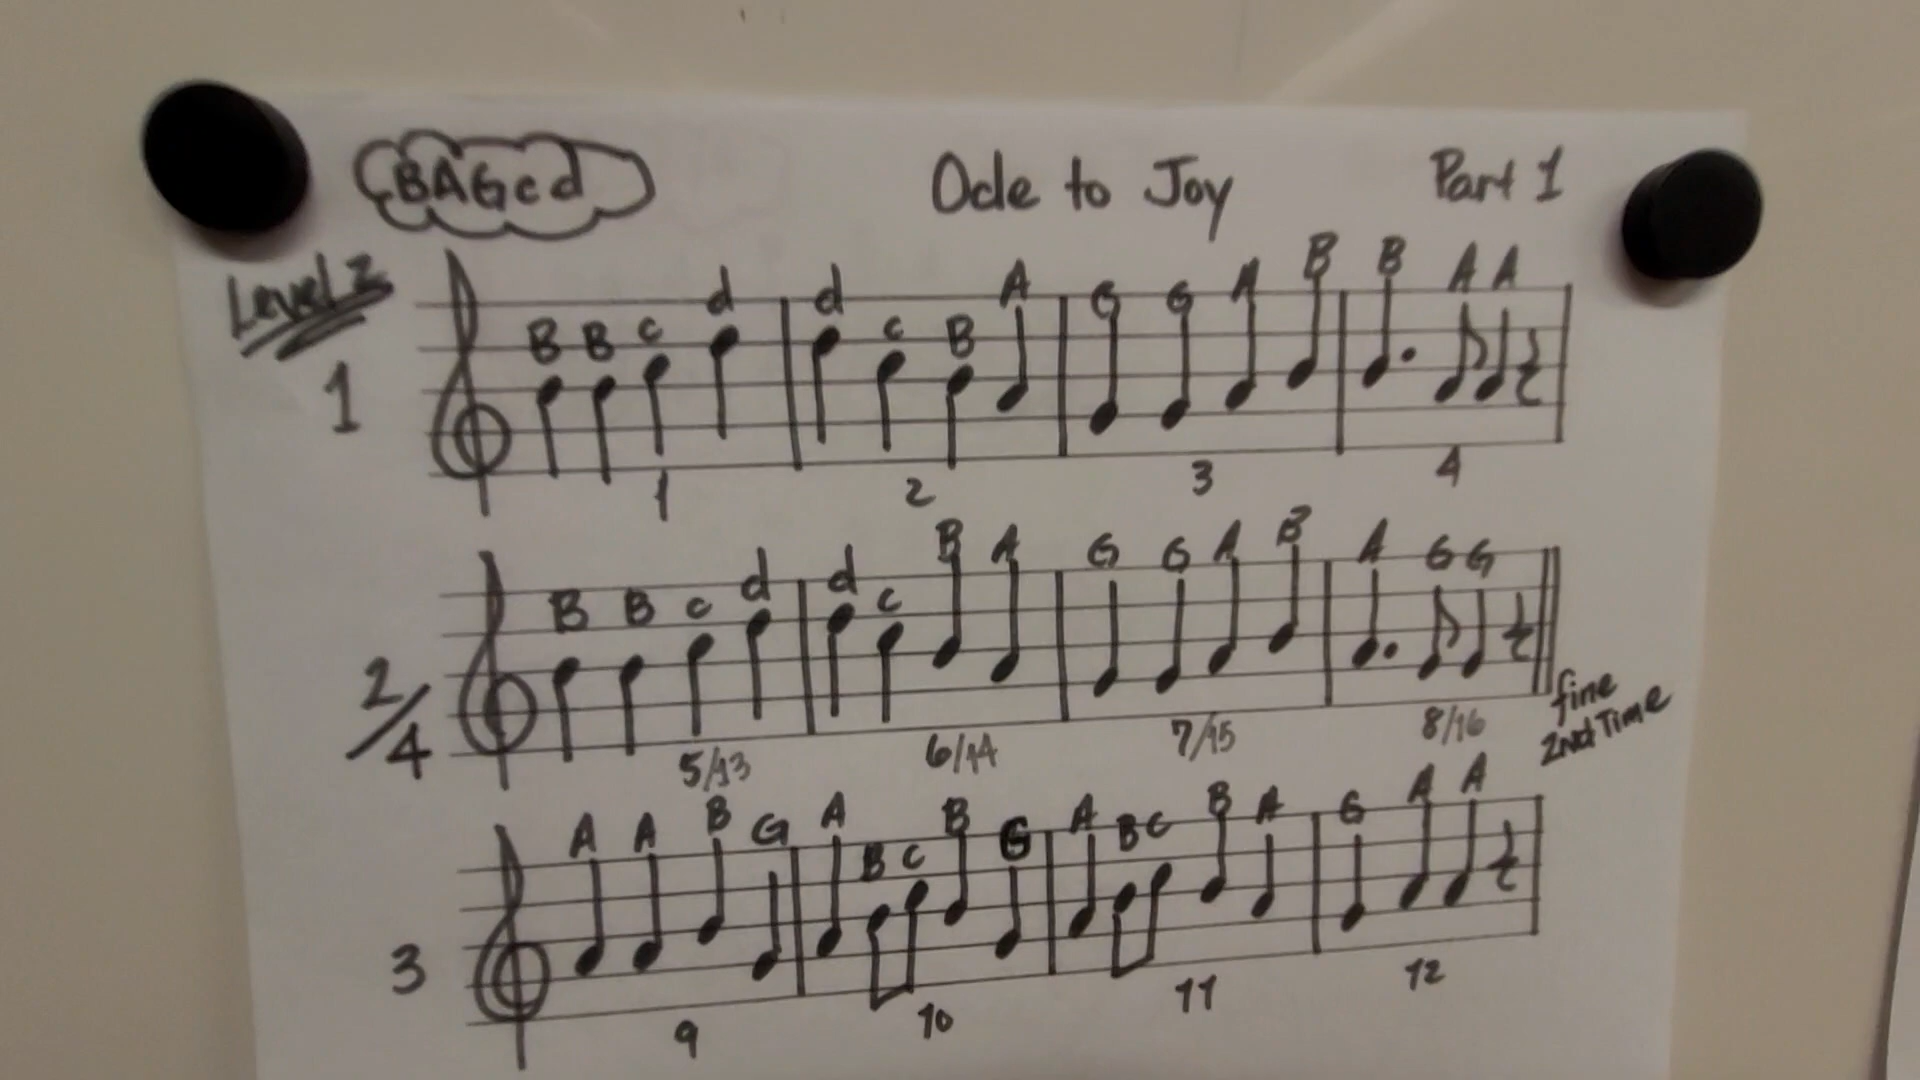 BAGcd Ode to Joy Part 1
Level 2
B B c d d c B A G G A B B A A
1
1 2 3 4
B B c d d c B A G G A B A G G
2/4
5/13 6/14 7/15 8/16
fine
2nd Time
A A B G A B C B G A B C B A G A A
3
9 10 11 12